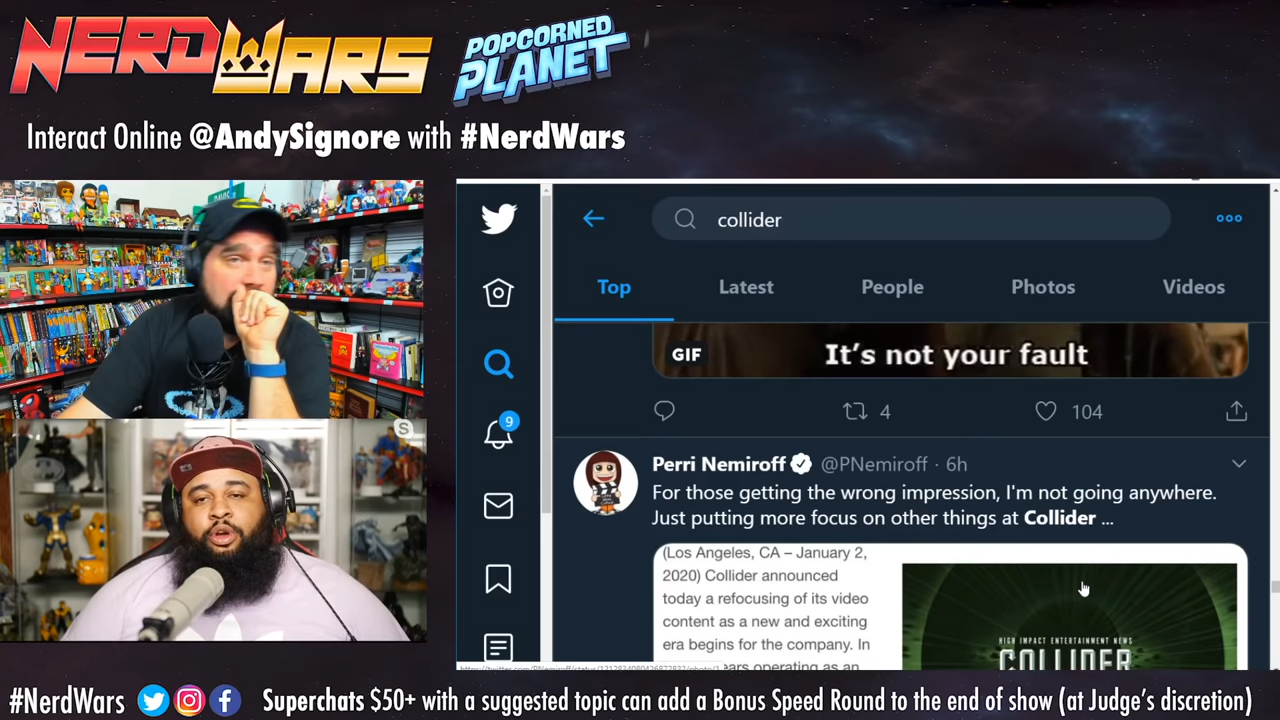 NERD WARS
POPCORNED
PLANET
Interact Online @AndySignore with #NerdWars
collider
Top Latest People Photos Videos
GIF It's not your fault
4 104
9
Perri Nemiroff @PNemiroff · 6h
For those getting the wrong impression, I'm not going anywhere.
Just putting more focus on other things at Collider ...
(Los Angeles, CA – January 2,
2020) Collider announced
today a refocusing of its video
content as a new and exciting
era begins for the company. In
ears operating as an
HIGH IMPACT ENTERTAINMENT NEWS
COLLIDER
S
#NerdWars Superchats $50+ with a suggested topic can add a Bonus Speed Round to the end of show (at Judge's discretion)